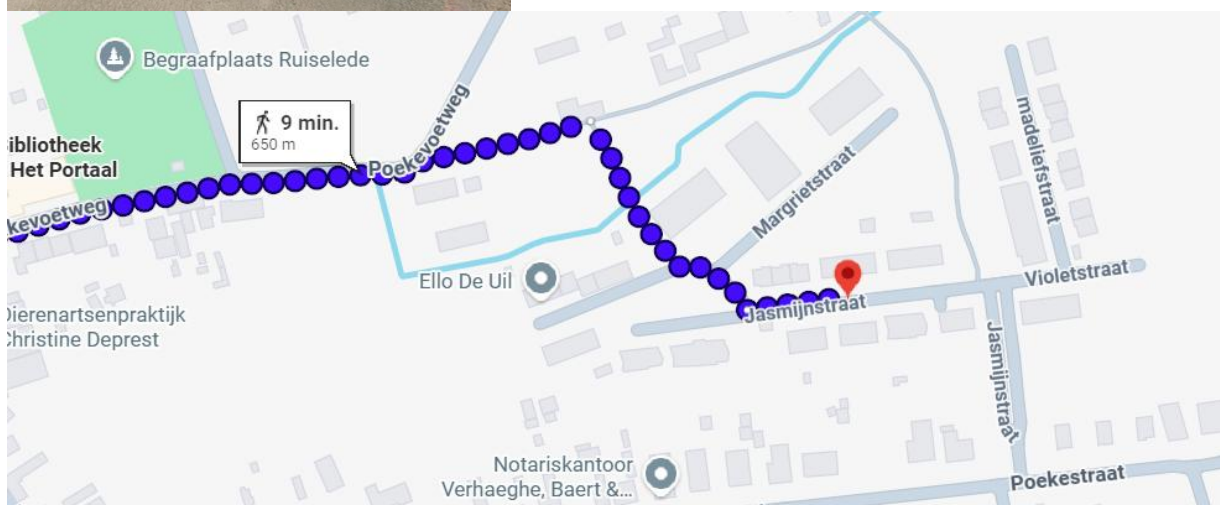 Begraafplaats Ruiselede
9 min.
650 m
Poekevoetweg
Bibliotheek
Het Portaal
kevoetweg
madeliefstraat
Margrietstraat
Ello De Uil
Violetstraat
Jasmijnstraat
Dierenartsenpraktijk
Christine Deprest
Jasmijnstraat
Notariskantoor
Verhaeghe, Baert &...
Poekestraat